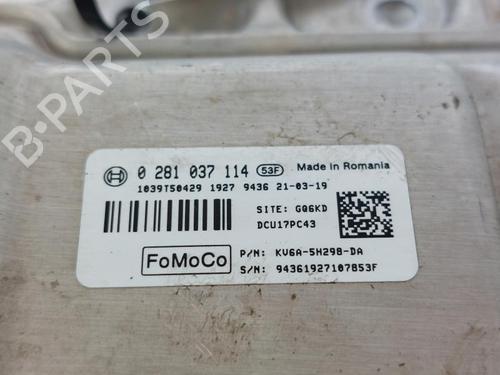 0 281 037 114 53F Made in Romania
1039T50429 1927 9436 21-03-19
SITE: GQ6KD
DCU17PC43
FoMoCo
P/N: KV6A-5H298-DA
S/N: 94361927107853F
B-PARTS